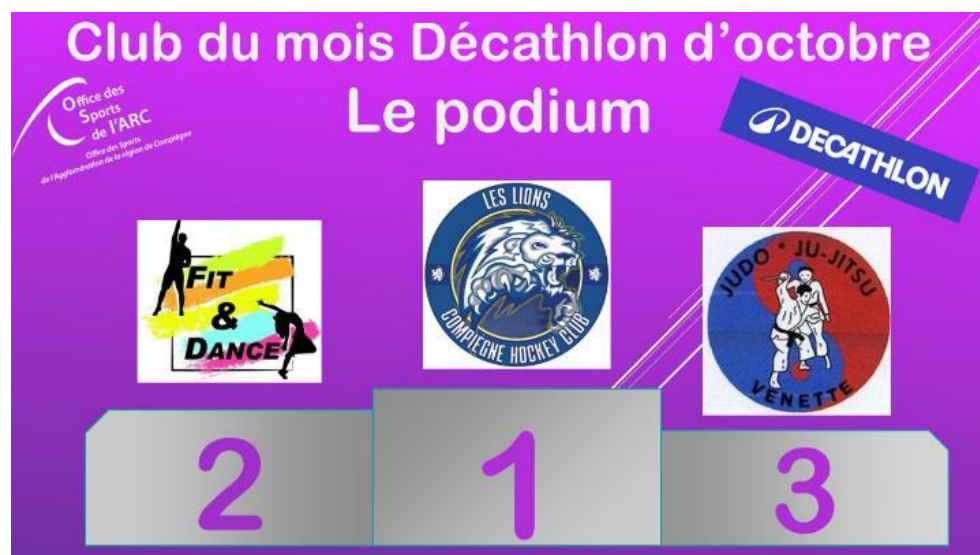 Club du mois Décathlon d'octobre
Le podium
Office des
Sports
de l'ARC
Office des Sports
de l'Agglomération de la région de Compiègne
DECATHLON
FIT
&
DANCE
LES LIONS
COMPIEGNE HOCKEY CLUB
JUDO • JU-JITSU
VENETTE
2
1
3